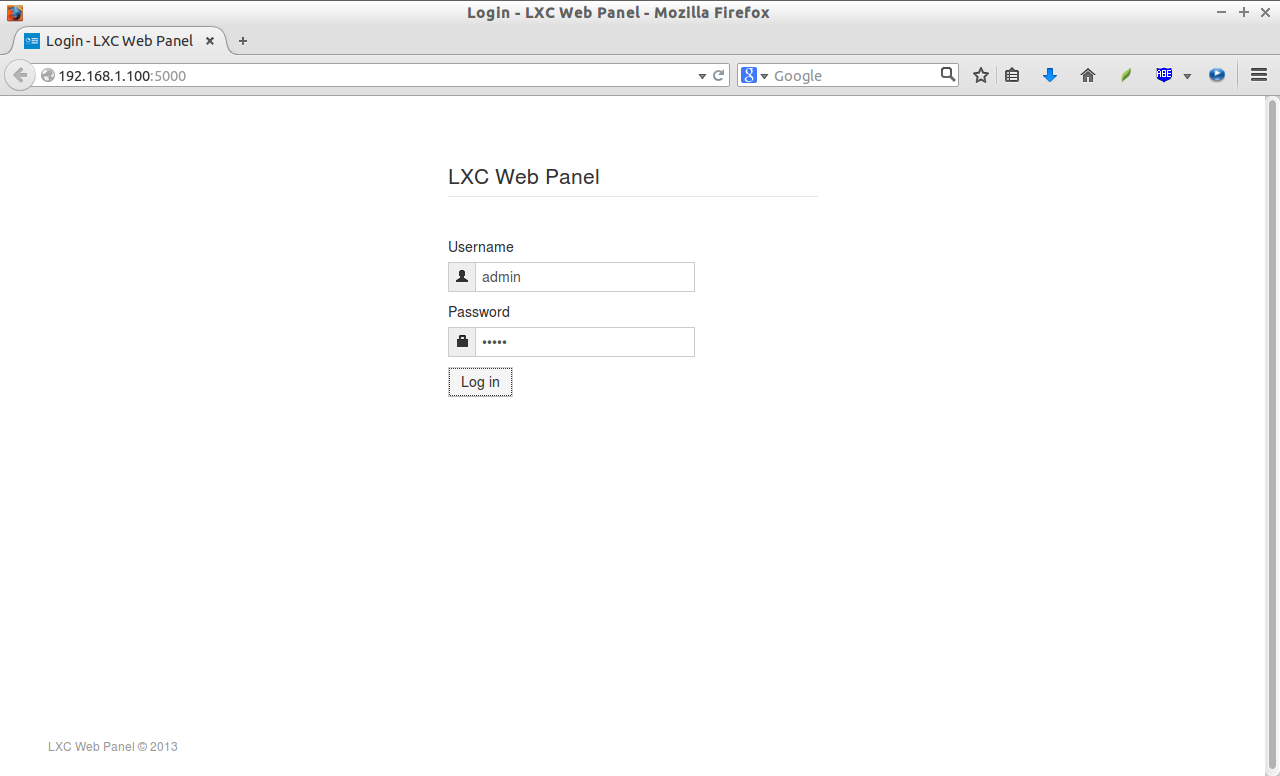 Login - LXC Web Panel - Mozilla Firefox
Login - LXC Web Panel
192.168.1.100:5000
Google
ABE
LXC Web Panel
Username
admin
Password
•••••
Log in
LXC Web Panel © 2013